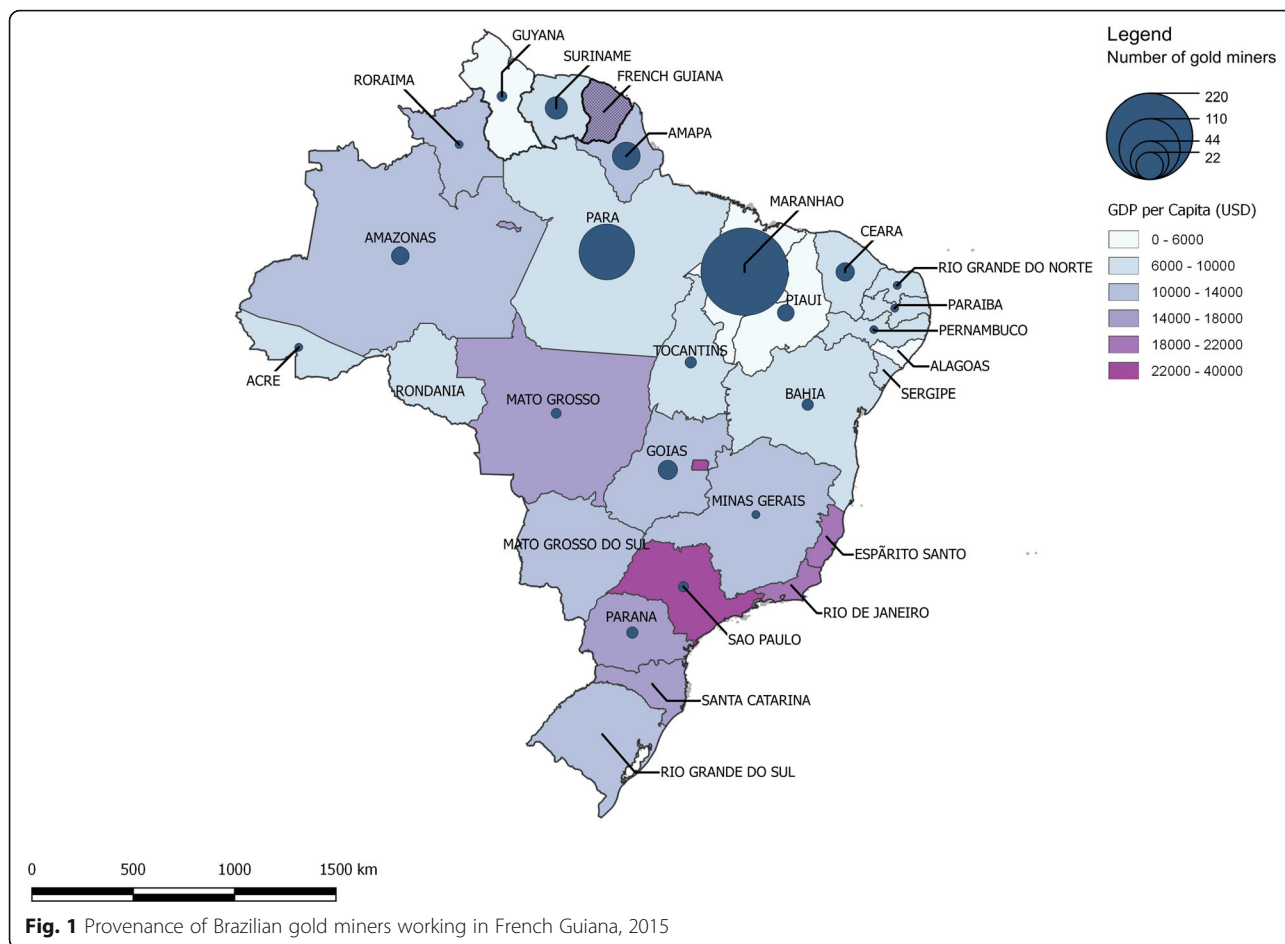 GUYANA
SURINAME
FRENCH GUIANA
RORAIMA
AMAPA
MARANHAO
PARA
CEARA
AMAZONAS
RIO GRANDE DO NORTE
PIAUI
PARAIBA
PERNAMBUCO
TOCANTINS
ALAGOAS
ACRE
RONDANIA
SERGIPE
MATO GROSSO
BAHIA
GOIAS
MINAS GERAIS
MATO GROSSO DO SUL
ESPÃRITO SANTO
RIO DE JANEIRO
PARANA
SAO PAULO
SANTA CATARINA
RIO GRANDE DO SUL
Legend
Number of gold miners
220
110
44
22
GDP per Capita (USD)
0 - 6000
6000 - 10000
10000 - 14000
14000 - 18000
18000 - 22000
22000 - 40000
0 500 1000 1500 km
Fig. 1 Provenance of Brazilian gold miners working in French Guiana, 2015